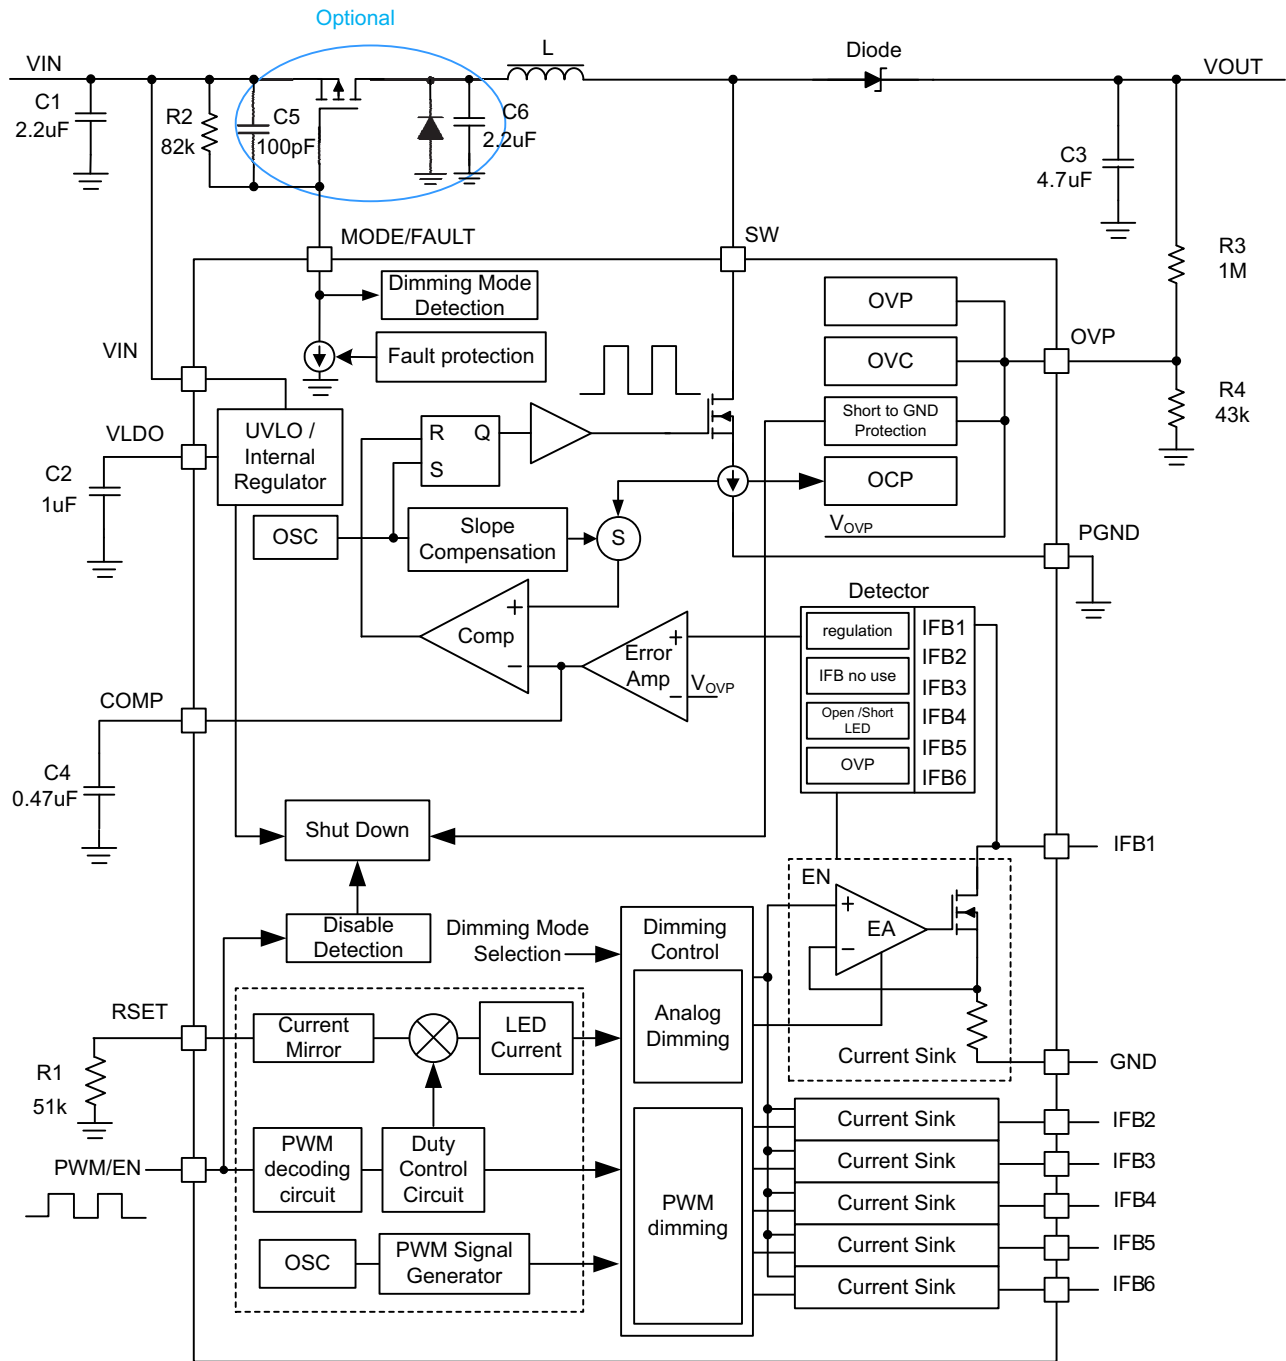 Optional
VIN
L
Diode
VOUT
C1
2.2uF
R2
82k
C5
100pF
C6
2.2uF
C3
4.7uF
R3
1M
MODE/FAULT
SW
Dimming Mode
Detection
OVP
OVP
VIN
Fault protection
OVC
R4
43k
VLDO
UVLO /
Internal
Regulator
R
Q
S
Short to GND
Protection
C2
1uF
OCP
OSC
Slope
Compensation
S
VOVP
PGND
Detector
Comp
+
−
Error
Amp
+
−
VOVP
regulation
IFB no use
Open /Short
LED
OVP
IFB1
IFB2
IFB3
IFB4
IFB5
IFB6
COMP
C4
0.47uF
Shut Down
IFB1
EN
+
−
EA
Disable
Detection
Dimming Mode
Selection
Dimming
Control
RSET
Current
Mirror
LED
Current
Analog
Dimming
Current Sink
GND
R1
51k
Current Sink
IFB2
PWM/EN
PWM
decoding
circuit
Duty
Control
Circuit
PWM
dimming
Current Sink
IFB3
Current Sink
IFB4
Current Sink
IFB5
OSC
PWM Signal
Generator
Current Sink
IFB6